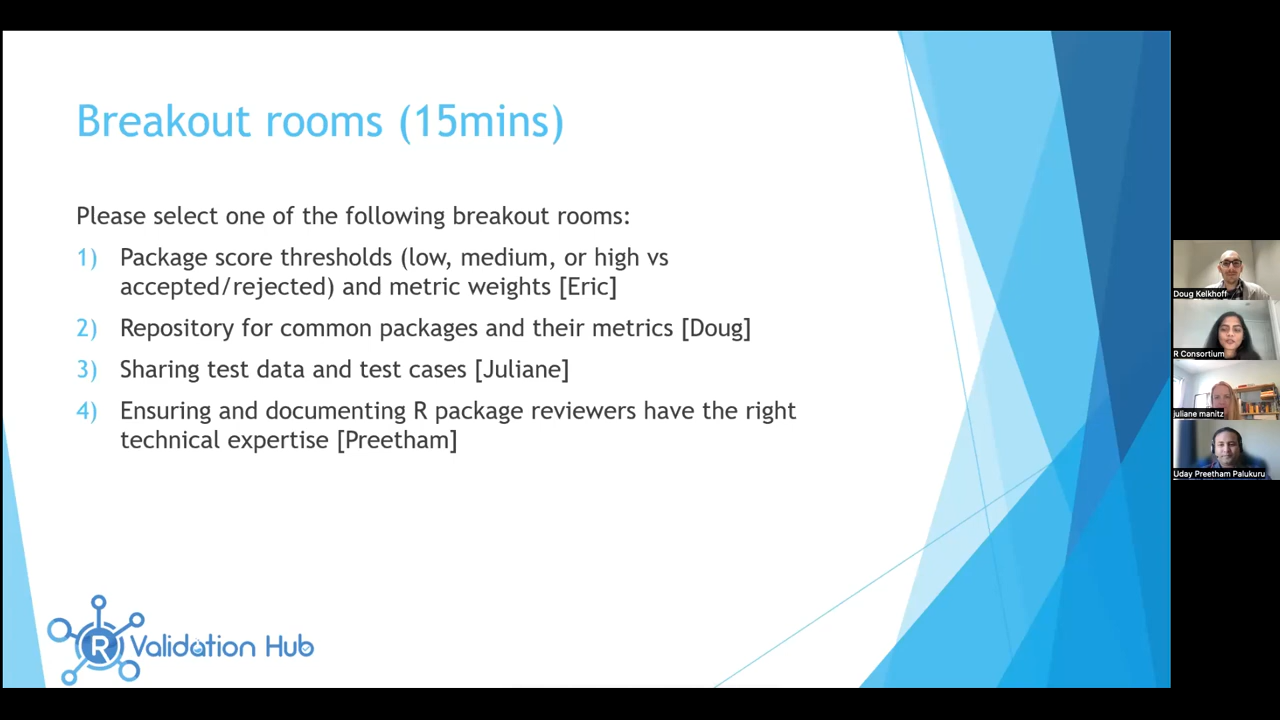 Breakout rooms (15mins)
Please select one of the following breakout rooms:
1) Package score thresholds (low, medium, or high vs
accepted/rejected) and metric weights [Eric]
2) Repository for common packages and their metrics [Doug]
3) Sharing test data and test cases [Juliane]
4) Ensuring and documenting R package reviewers have the right
technical expertise [Preetham]
R Validation Hub
Doug Kelkhoff
R Consortium
juliane manitz
Uday Preetham Palukuru